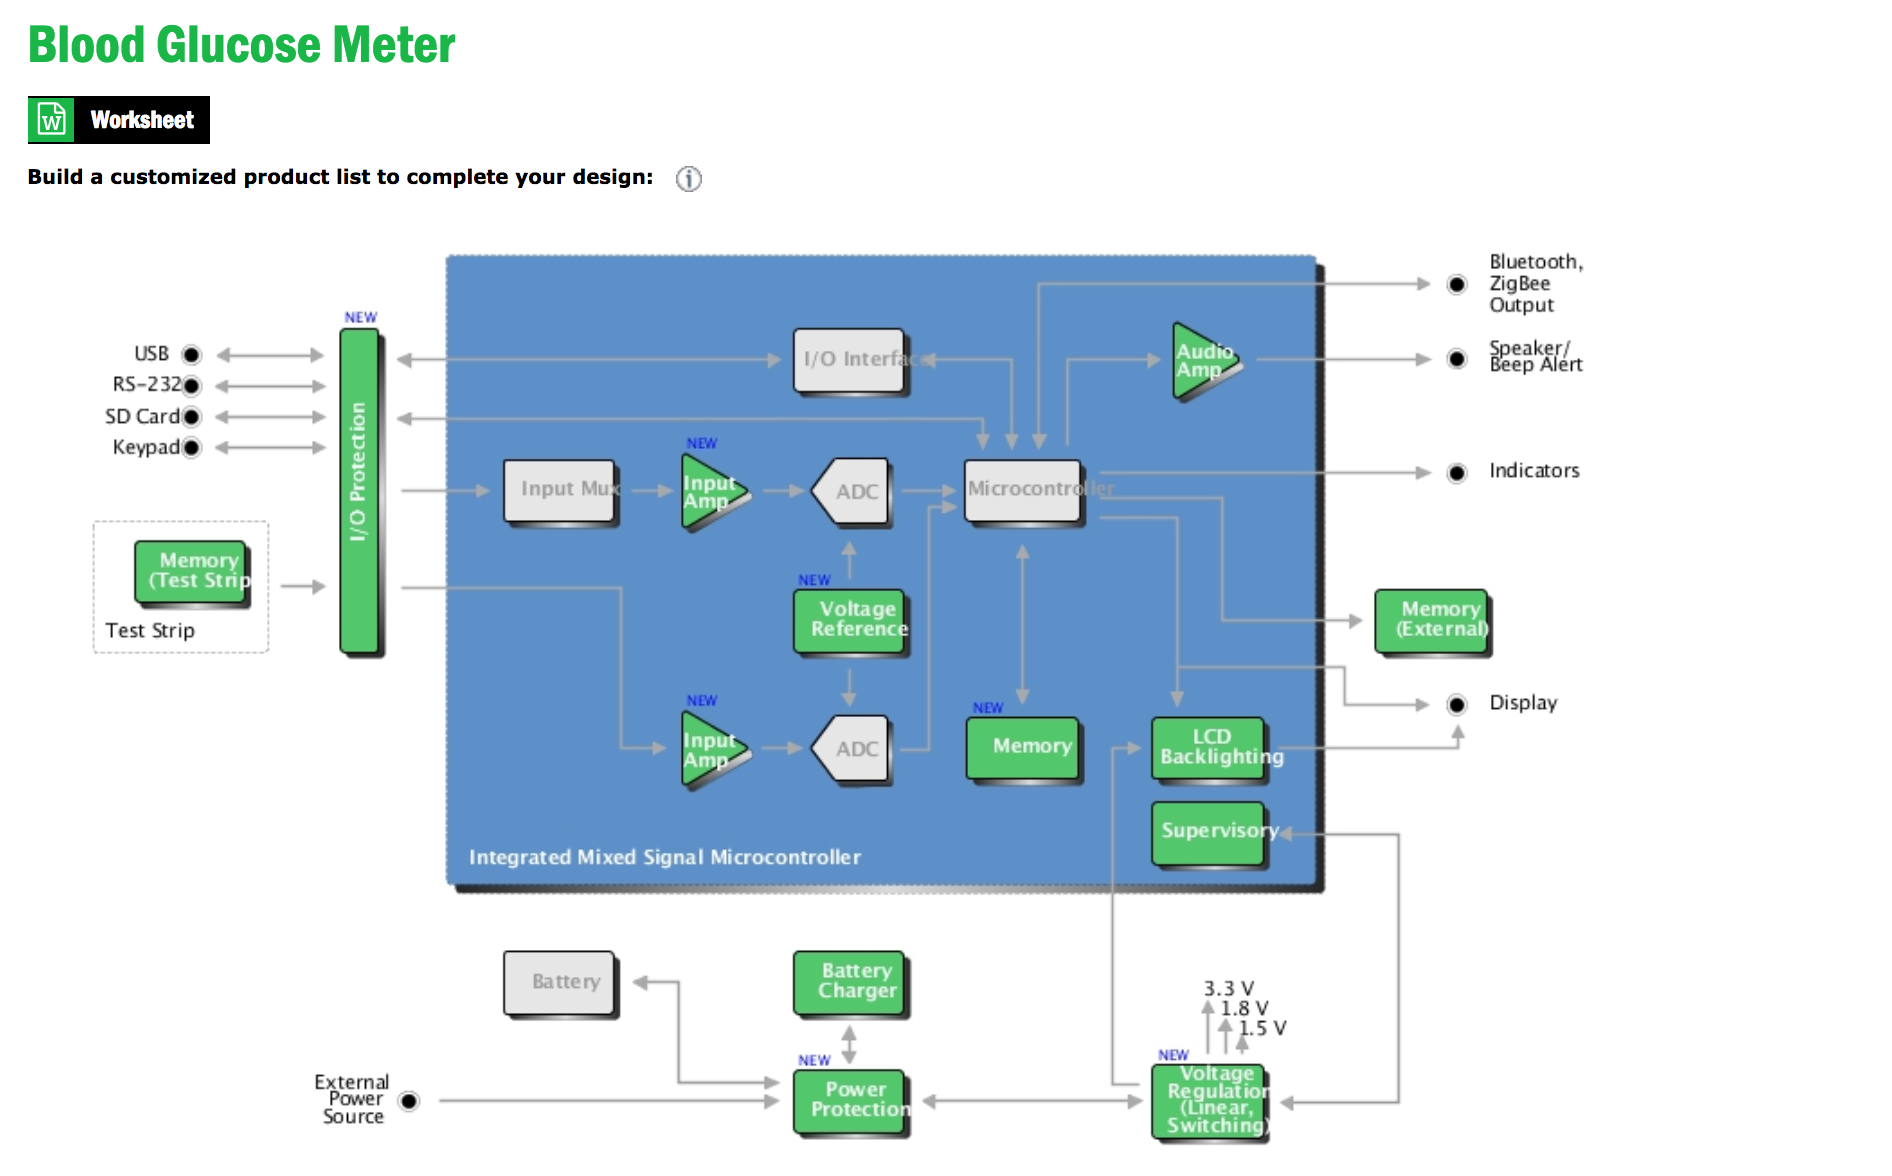 Blood Glucose Meter
W
Worksheet
Build a customized product list to complete your design:
i
Bluetooth,
ZigBee
Output
NEW
USB
RS-232
SD Card
Keypad
I/O Protection
I/O Interface
Audio
Amp
Speaker/
Beep Alert
NEW
Input Mux
Input
Amp
ADC
Microcontroller
Indicators
Memory
(Test Strip
Test Strip
NEW
Voltage
Reference
Memory
(External)
NEW
Input
Amp
ADC
NEW
Memory
LCD
Backlighting
Display
Supervisory
Integrated Mixed Signal Microcontroller
Battery
Battery
Charger
3.3 V
1.8 V
1.5 V
External
Power
Source
NEW
Power
Protection
NEW
Voltage
Regulation
(Linear,
Switching)